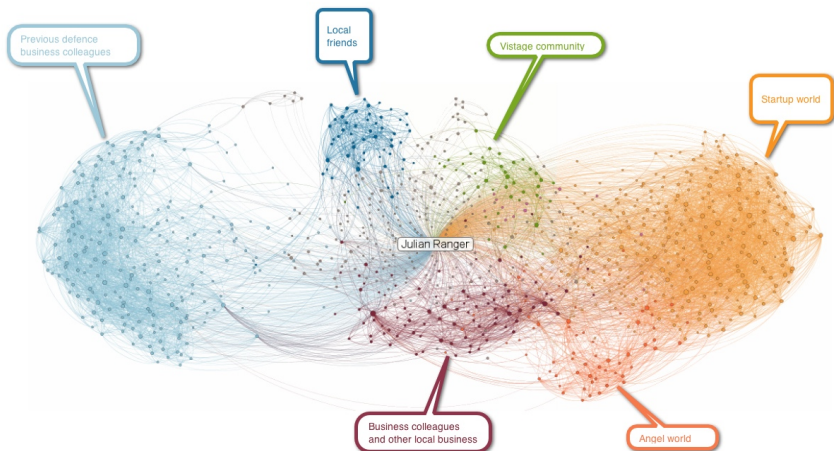 Previous defence
business colleagues
Local
friends
Vistage community
Startup world
Julian Ranger
Business colleagues
and other local business
Angel world